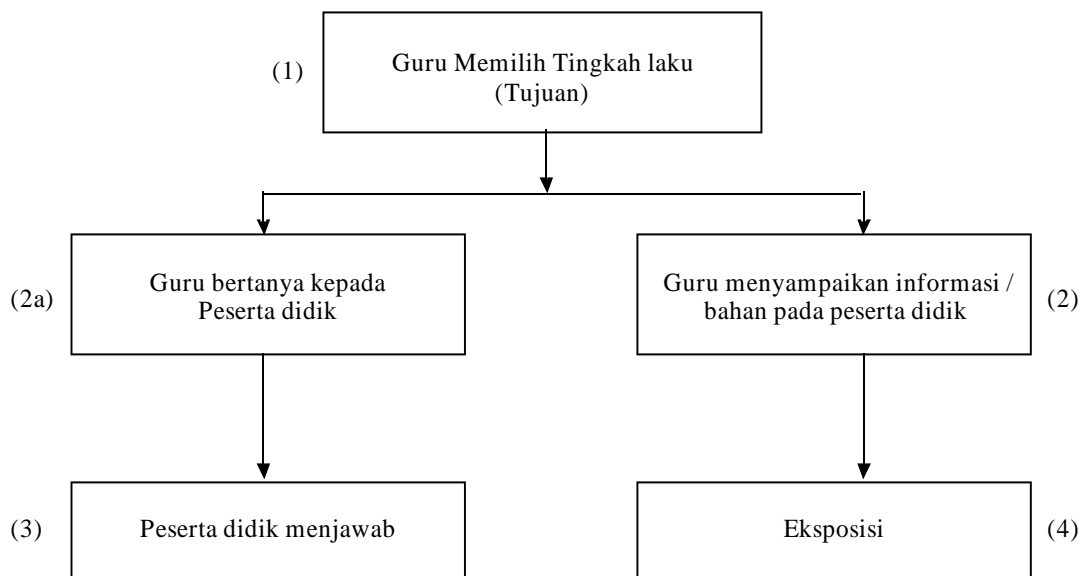 (1)
Guru Memilih Tingkah laku
(Tujuan)
(2a)
Guru bertanya kepada
Peserta didik
Guru menyampaikan informasi /
bahan pada peserta didik
(2)
(3)
Peserta didik menjawab
Eksposisi
(4)